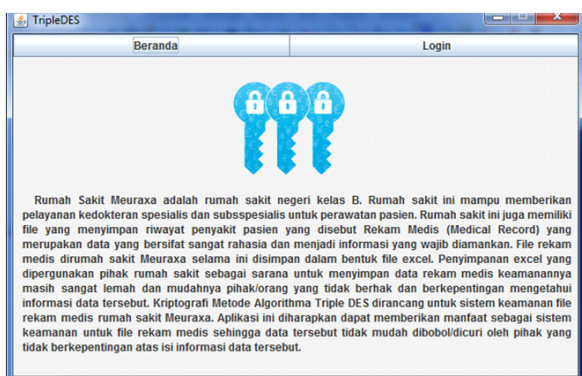 TripleDES
Beranda Login
Rumah Sakit Meuraxa adalah rumah sakit negeri kelas B. Rumah sakit ini mampu memberikan
pelayanan kedokteran spesialis dan subsspesialis untuk perawatan pasien. Rumah sakit ini juga memiliki
file yang menyimpan riwayat penyakit pasien yang disebut Rekam Medis (Medical Record) yang
merupakan data yang bersifat sangat rahasia dan menjadi informasi yang wajib diamankan. File rekam
medis dirumah sakit Meuraxa selama ini disimpan dalam bentuk file excel. Penyimpanan excel yang
dipergunakan pihak rumah sakit sebagai sarana untuk menyimpan data rekam medis keamanannya
masih sangat lemah dan mudahnya pihak/orang yang tidak berhak dan berkepentingan mengetahui
informasi data tersebut. Kriptografi Metode Algorithma Triple DES dirancang untuk sistem keamanan file
rekam medis rumah sakit Meuraxa. Aplikasi ini diharapkan dapat memberikan manfaat sebagai sistem
keamanan untuk file rekam medis sehingga data tersebut tidak mudah dibobol/dicuri oleh pihak yang
tidak berkepentingan atas isi informasi data tersebut.